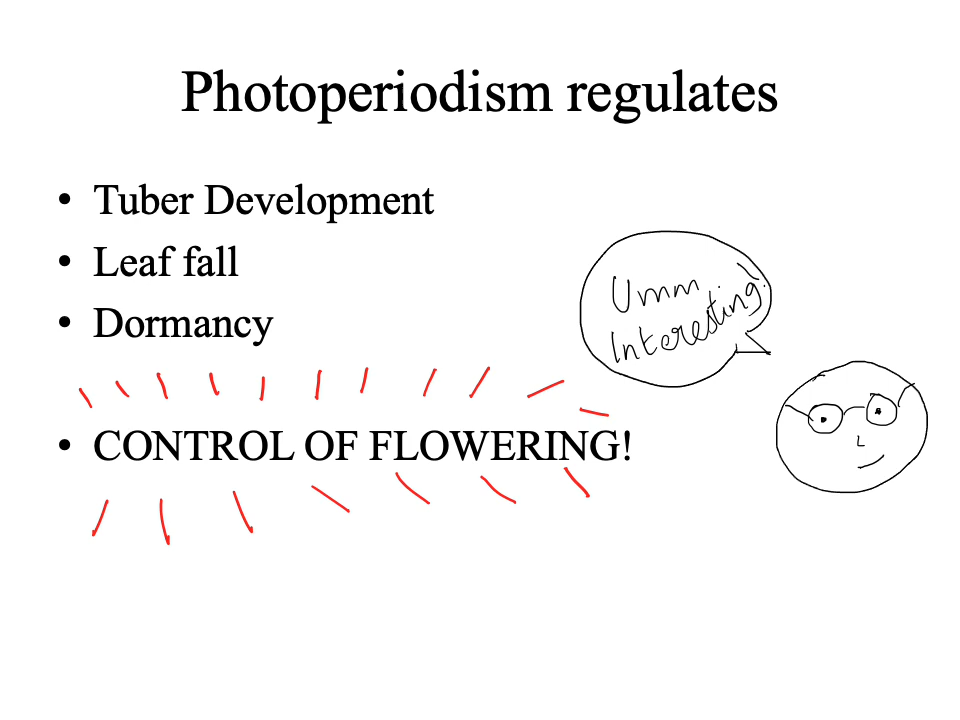 Photoperiodism regulates
• Tuber Development
• Leaf fall
• Dormancy
Umm
Interesting!
• CONTROL OF FLOWERING!